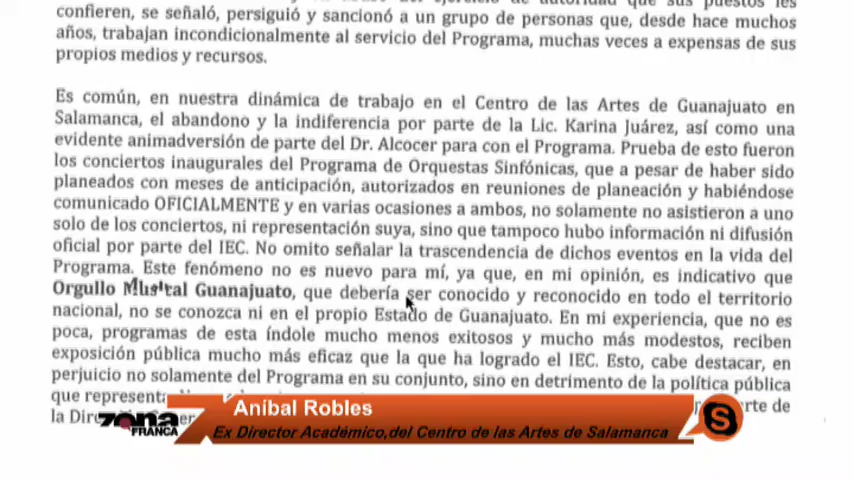 confieren, se señaló, persiguió y sancionó a un grupo de personas que, desde hace muchos
años, trabajan incondicionalmente al servicio del Programa, muchas veces a expensas de sus
propios medios y recursos.
Es común, en nuestra dinámica de trabajo en el Centro de las Artes de Guanajuato en
Salamanca, el abandono y la indiferencia por parte de la Lic. Karina Juárez, así como una
evidente animadversión de parte del Dr. Alcocer para con el Programa. Prueba de esto fueron
los conciertos inaugurales del Programa de Orquestas Sinfónicas, que a pesar de haber sido
planeados con meses de anticipación, autorizados en reuniones de planeación y habiéndose
comunicado OFICIALMENTE y en varias ocasiones a ambos, no solamente no asistieron a uno
solo de los conciertos, ni representación suya, sino que tampoco hubo información ni difusión
oficial por parte del IEC. No omito señalar la trascendencia de dichos eventos en la vida del
Programa. Este fenómeno no es nuevo para mí, ya que, en mi opinión, es indicativo que
Orgullo Musical Guanajuato, que debería ser conocido y reconocido en todo el territorio
nacional, no se conozca ni en el propio Estado de Guanajuato. En mi experiencia, que no es
poca, programas de esta índole mucho menos exitosos y mucho más modestos, reciben
exposición pública mucho más eficaz que la que ha logrado el IEC. Esto, cabe destacar, en
perjuicio no solamente del Programa en su conjunto, sino en detrimento de la política pública
que
la
de
Aníbal Robles
Ex Director Académico,del Centro de las Artes de Salamanca
ZONA
FRANCA
S